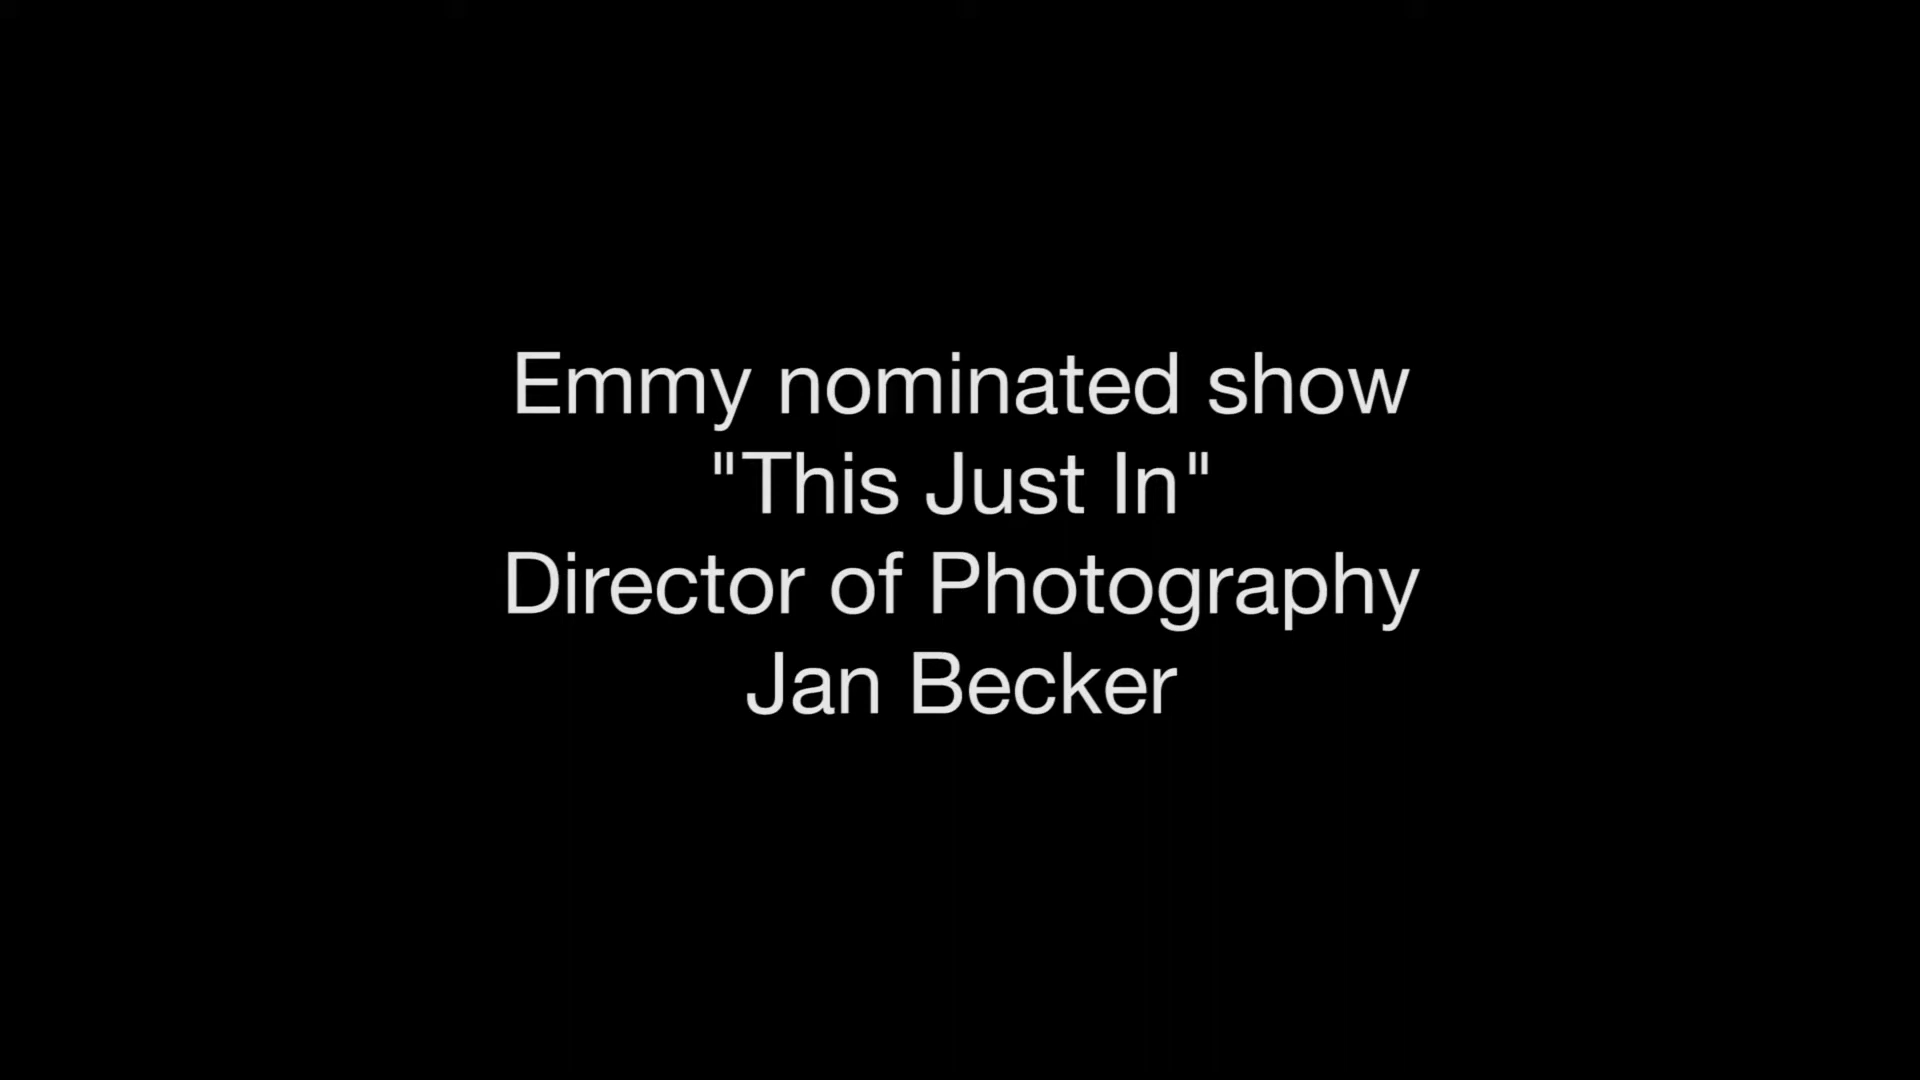 Emmy nominated show
"This Just In"
Director of Photography
Jan Becker